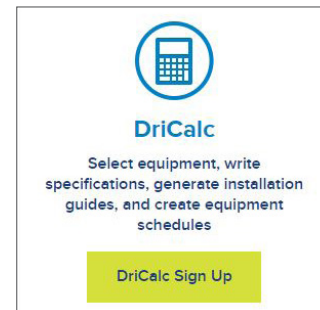 DriCalc
Select equipment, write
specifications, generate installation
guides, and create equipment
schedules
DriCalc Sign Up